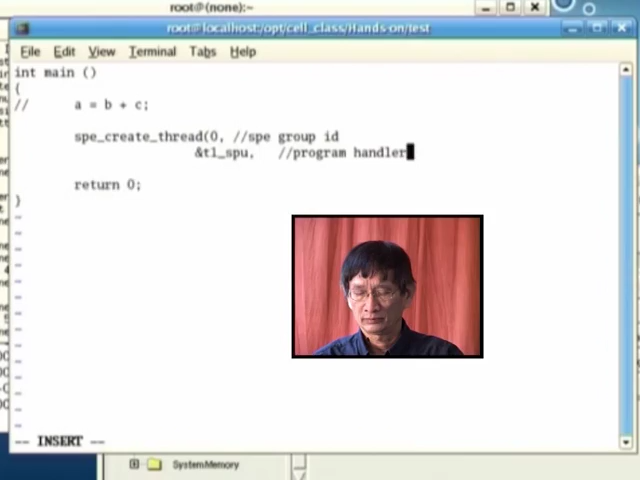 root@(none):~
root@localhost:/opt/cell_class/Hands-on/test
File Edit View Terminal Tabs Help
int main ()
{
// a = b + c;
spe_create_thread(0, //spe group id
&t1_spu, //program handler
return 0;
}
~
~
~
~
~
~
~
~
~
~
~
~
~
~
-- INSERT --
SystemMemory